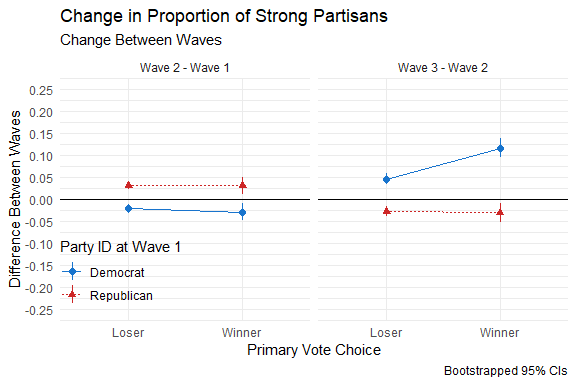 Change in Proportion of Strong Partisans
Change Between Waves
Wave 2 - Wave 1
Wave 3 - Wave 2
Difference Between Waves
0.25
0.20
0.15
0.10
0.05
0.00
-0.05
-0.10
-0.15
-0.20
-0.25
Party ID at Wave 1
Democrat
Republican
Loser
Winner
Loser
Winner
Primary Vote Choice
Bootstrapped 95% CIs